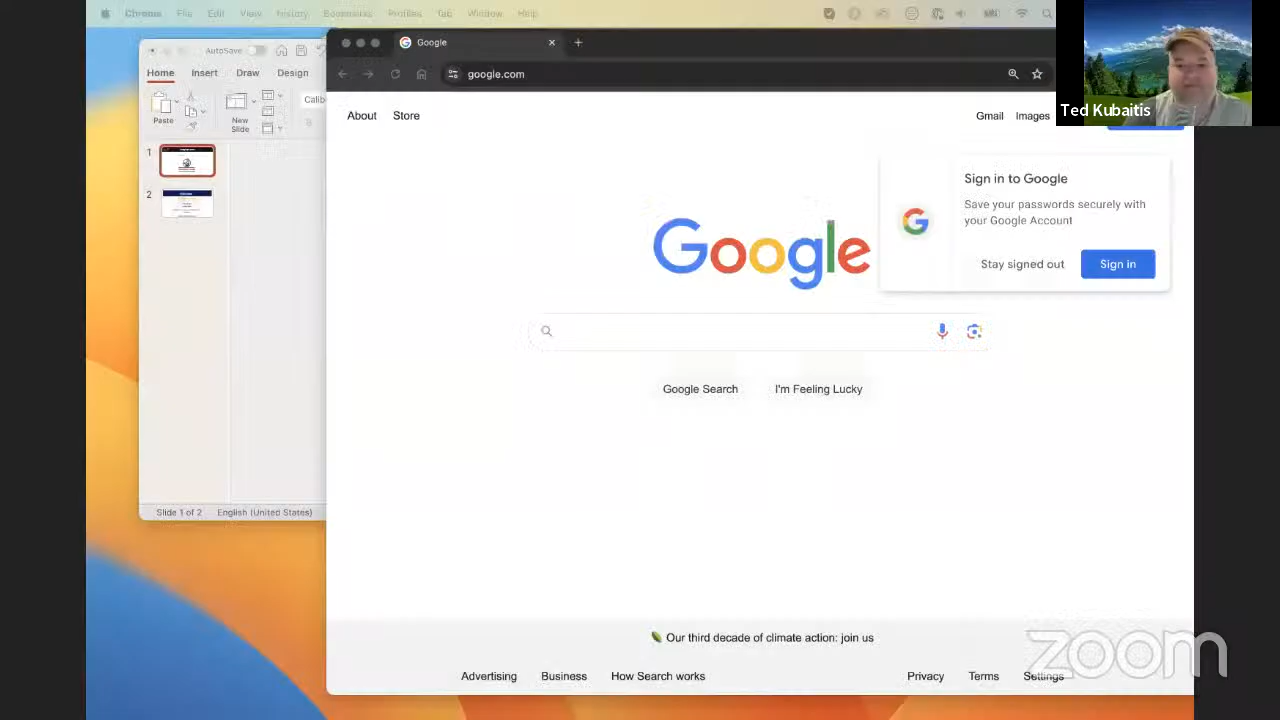 Chrome File Edit View History Bookmarks Profiles Tab Window Help
AutoSave
Google
Home Insert Draw Design
google.com
Paste
New
Slide
Calib
About Store
Gmail Images
Ted Kubaitis
1
2
Sign in to Google
Save your passwords securely with
your Google Account
Stay signed out Sign in
Google
Google Search I'm Feeling Lucky
Slide 1 of 2 English (United States)
Our third decade of climate action: join us
Advertising Business How Search works
Privacy Terms Settings
zoom